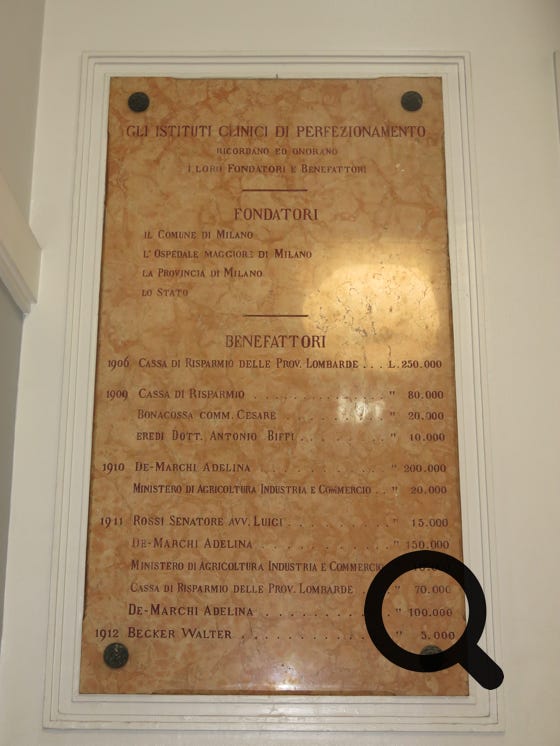 GLI ISTITUTI CLINICI DI PERFEZIONAMENTO
RICORDANO ED ONORANO
I LORO FONDATORI E BENEFATTORI
FONDATORI
IL COMUNE DI MILANO
L'OSPEDALE MAGGIORE DI MILANO
LA PROVINCIA DI MILANO
LO STATO
BENEFATTORI
1906 CASSA DI RISPARMIO DELLE PROV. LOMBARDE . . . L. 250.000
1909 CASSA DI RISPARMIO . . . . . . . . . . . . " 80.000
BONACOSSA COMM. CESARE . . . . . . . . " 20.000
EREDI DOTT. ANTONIO BIFFI . . . . . . . . " 10.000
1910 DE-MARCHI ADELINA . . . . . . . . . . . " 200.000
MINISTERO DI AGRICOLTURA INDUSTRIA E COMMERCIO . . " 20.000
1911 ROSSI SENATORE AVV. LUIGI . . . . . . . . . " 15.000
DE-MARCHI ADELINA . . . . . . . . . . . " 150.000
MINISTERO DI AGRICOLTURA INDUSTRIA E COMMERCIO
CASSA DI RISPARMIO DELLE PROV. LOMBARDE . . . " 70.000
DE-MARCHI ADELINA . . . . . . . . . . . " 100.000
1912 BECKER WALTER . . . . . . . . . . . . " 5.000